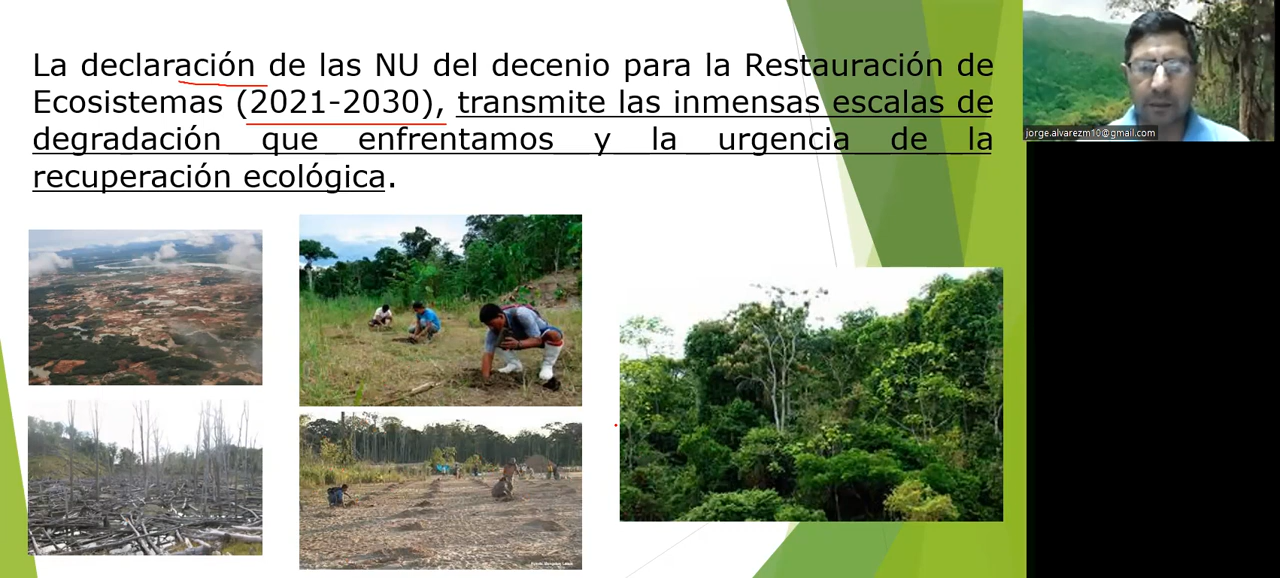 La declaración de las NU del decenio para la Restauración de
Ecosistemas (2021-2030), transmite las inmensas escalas de
degradación que enfrentamos y la urgencia de la
recuperación ecológica.
jorge.alvarezm10@gmail.com